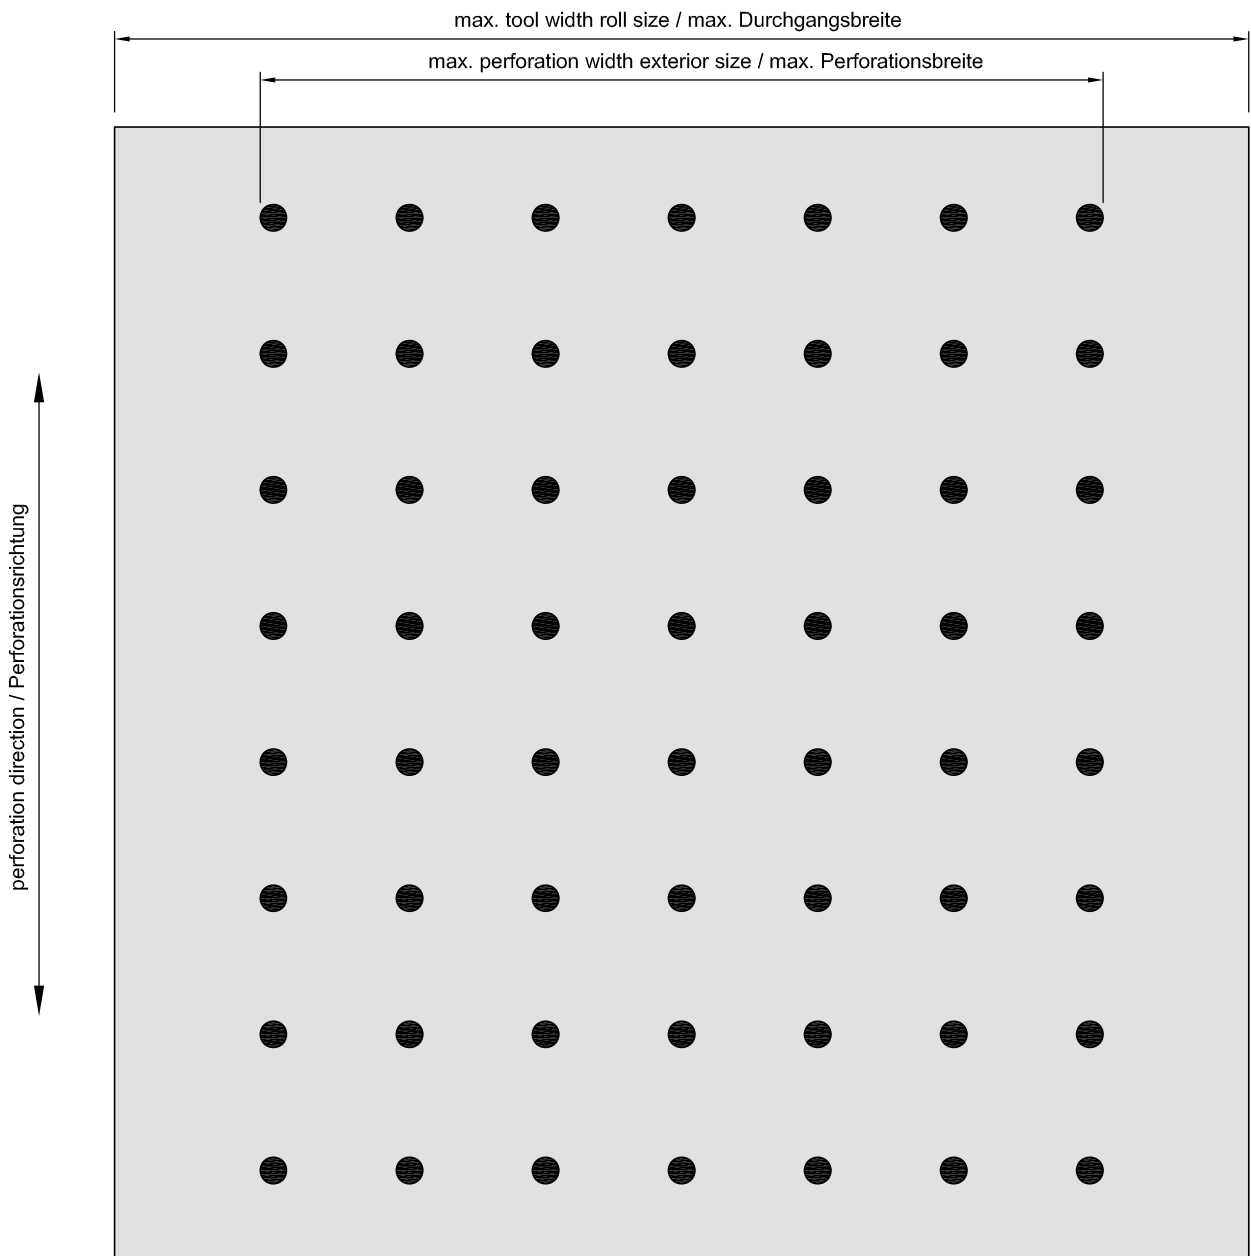 max. tool width roll size / max. Durchgangsbreite
max. perforation width exterior size / max. Perforationsbreite
perforation direction / Perforationsrichtung